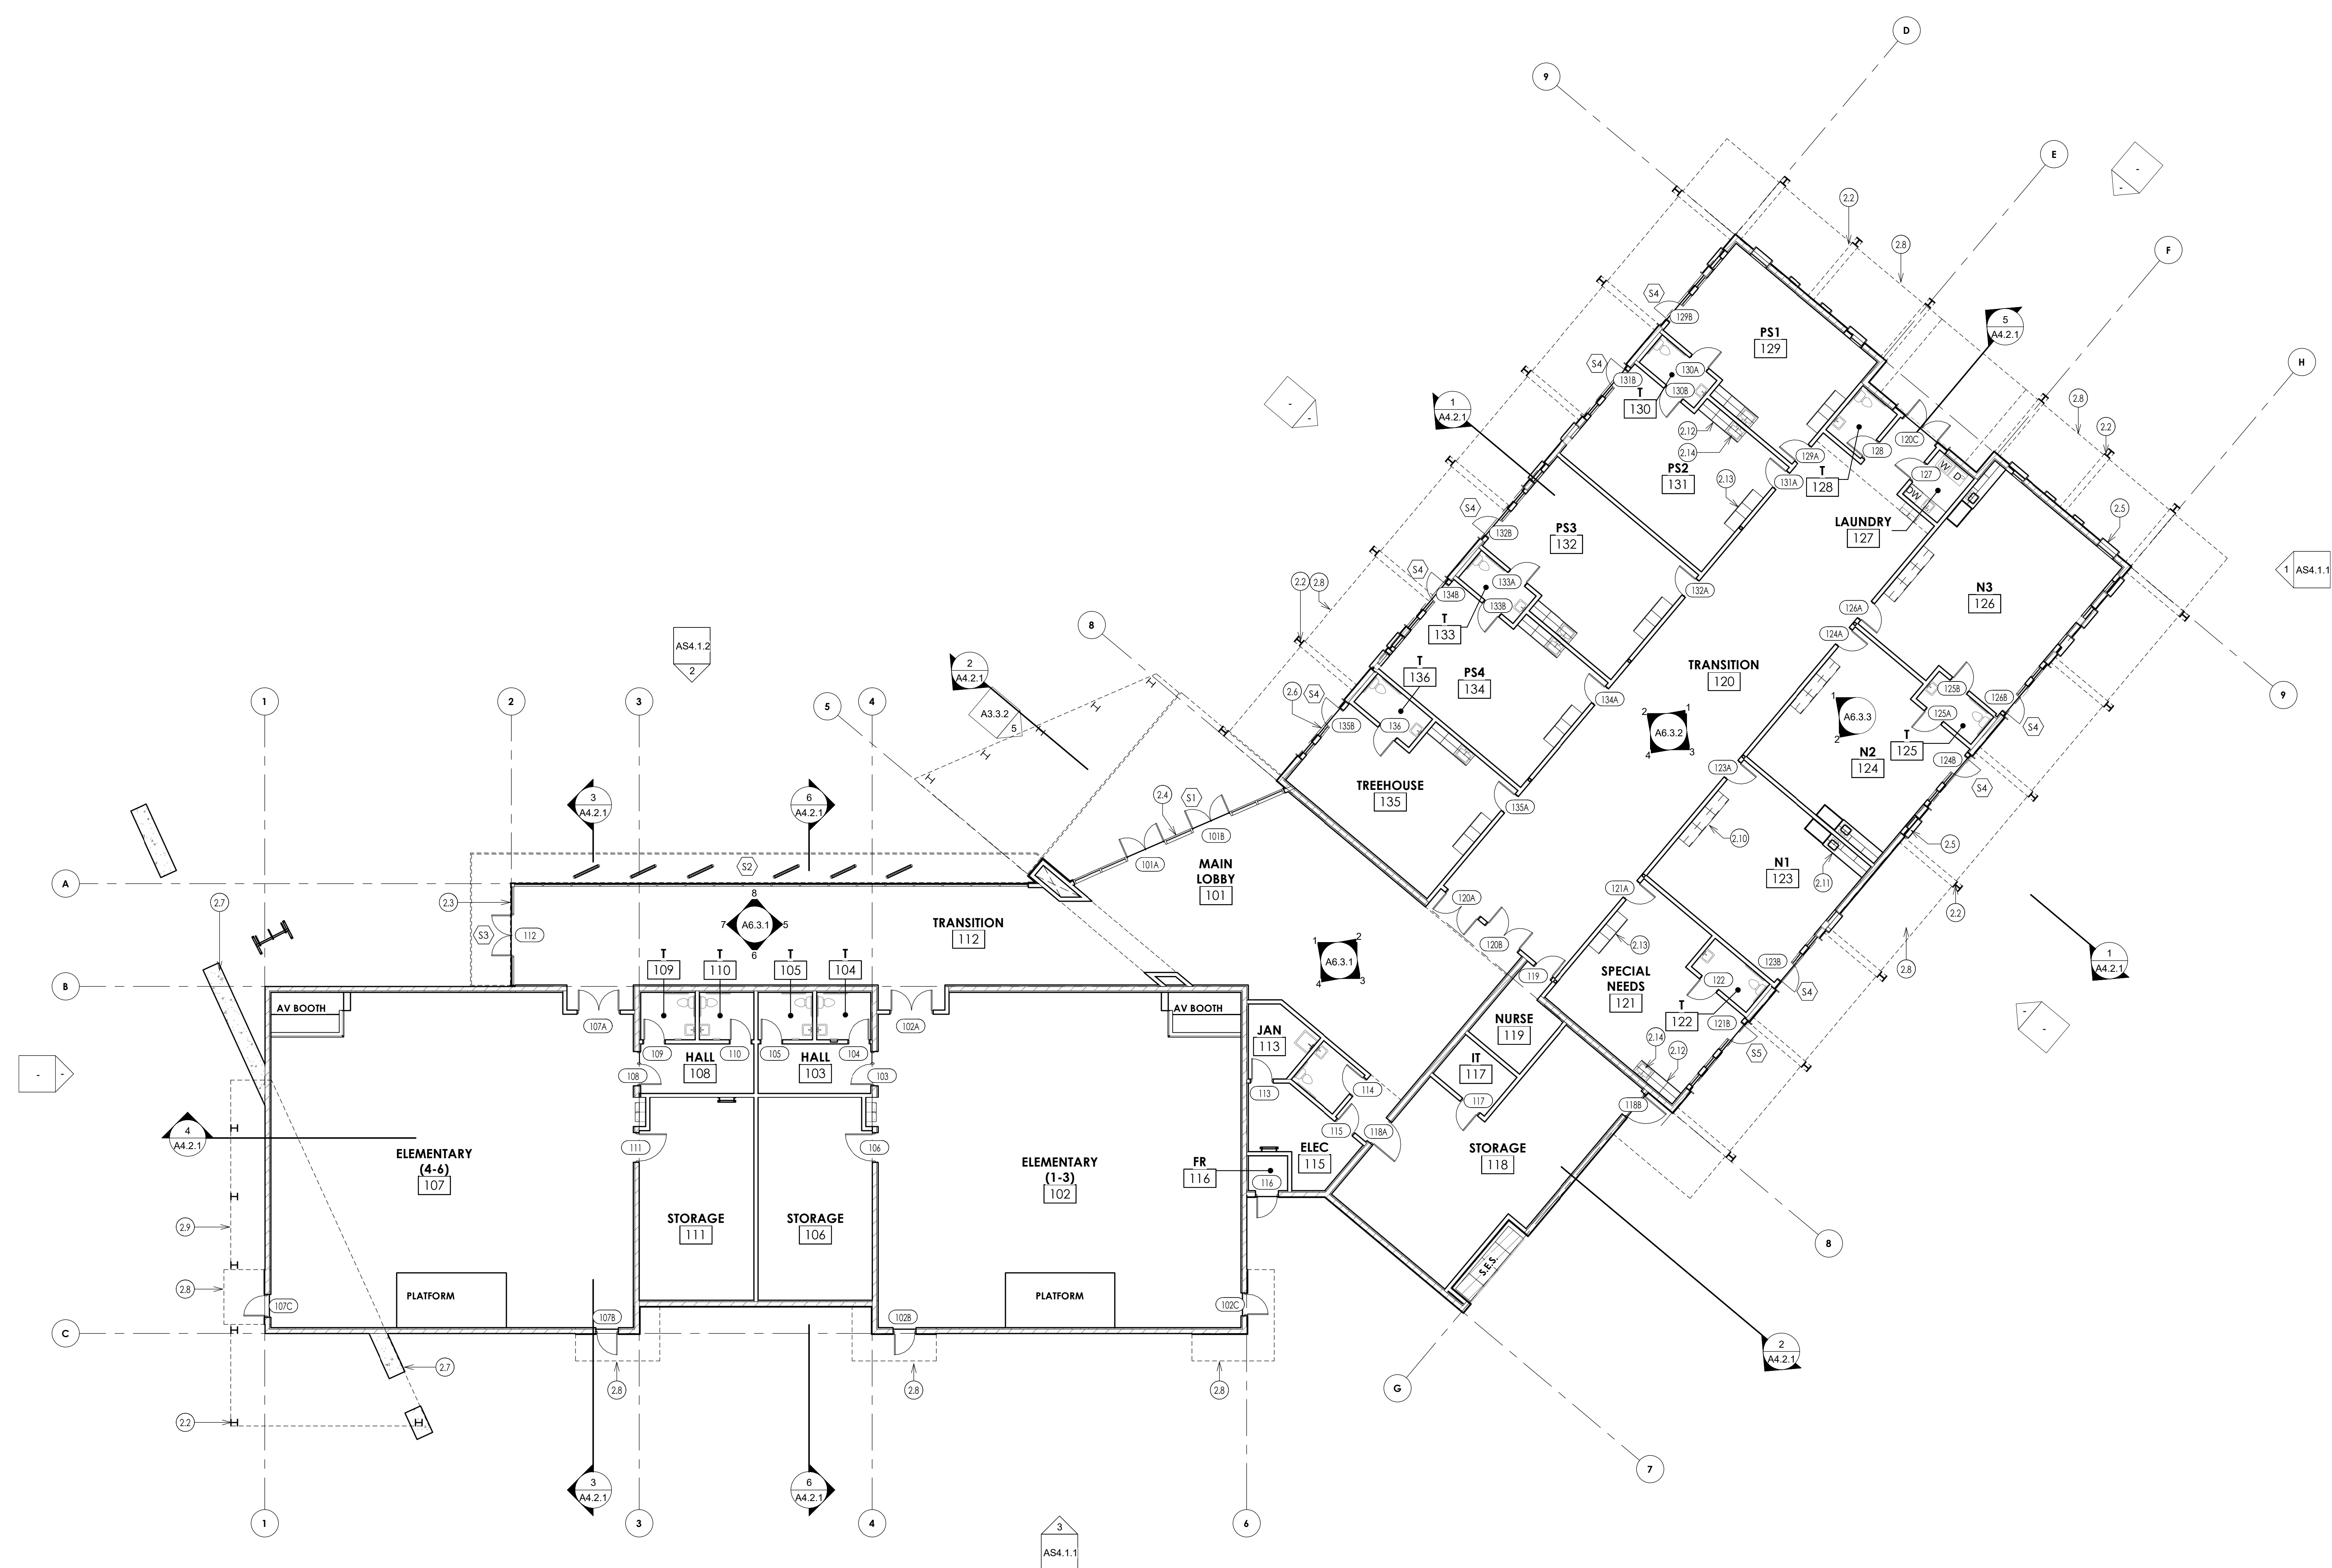 D
9
E
-
-
2.2
F
2.8
5
A4.2.1
H
S4
129B
PS1
129
S4
131B
130A
130B
T
130
1
A4.2.1
-
-
2.12
2.14
2.8
2.2
120C
128
129A
T
128
127
W
D
DW
PS2
131
2.13
131A
S4
132B
PS3
132
LAUNDRY
127
2.5
1
AS4.1.1
S4
134B
133A
133B
T
133
132A
N3
126
126A
124A
2.2
2.8
8
AS4.1.2
2
2
A4.2.1
A3.3.2
5
T
136
PS4
134
TRANSITION
120
134A
2
1
A6.3.2
4
3
1
A6.3.3
2
125B
126B
125A
T
125
S4
9
1
2
3
4
5
2.6
S4
135B
136
N2
124
124B
S4
123A
TREEHOUSE
135
135A
3
A4.2.1
6
A4.2.1
2.4
S1
101B
101A
2.10
2.5
2.11
N1
123
S2
MAIN
LOBBY
101
A
2.3
2.7
8
7
A6.3.1
5
6
121A
120A
120B
2.2
2.8
1
A4.2.1
S3
112
TRANSITION
112
1
2
A6.3.1
4
3
2.13
SPECIAL
NEEDS
121
119
123B
122
S4
T
109
T
110
T
105
T
104
B
AV BOOTH
107A
102A
AV BOOTH
T
122
121B
S5
-
-
JAN
113
NURSE
119
2.14
2.12
109
110
105
104
HALL
108
HALL
103
108
103
IT
117
-
-
113
114
117
118B
4
A4.2.1
111
106
115
118A
ELEMENTARY
(4-6)
107
ELEMENTARY
(1-3)
102
FR
116
ELEC
115
116
STORAGE
118
STORAGE
111
STORAGE
106
2.9
8
S.E.S.
2.8
PLATFORM
PLATFORM
107C
102C
107B
102B
C
2.7
2.8
2.8
2.8
2
A4.2.1
G
2.2
7
3
A4.2.1
6
A4.2.1
1
3
4
6
3
AS4.1.1